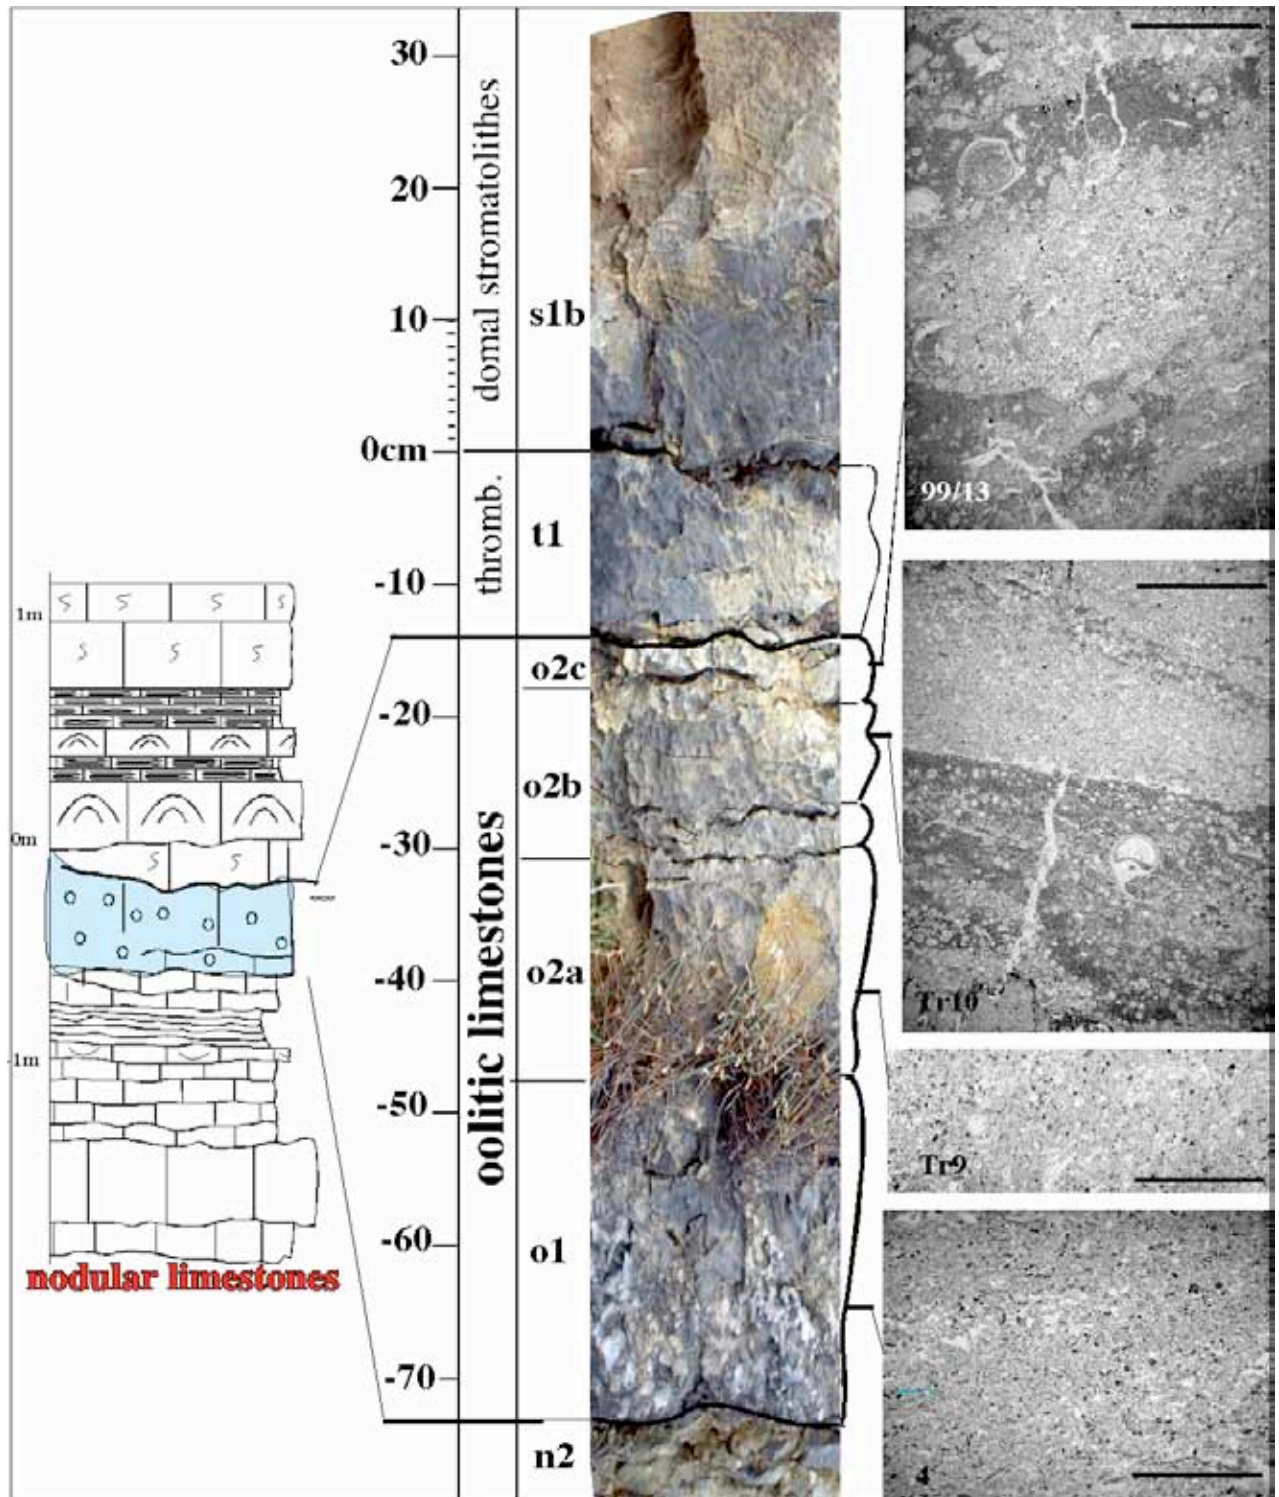 30
20
10
0cm
-10
-20
-30
-40
-50
-60
-70
domal stromatolithes
thromb.
oolitic limestones
s1b
t1
o2c
o2b
o2a
o1
n2
1m
0m
-1m
S S S S
S S S
S S
nodular limestones
99/13
Tr10
Tr9
4